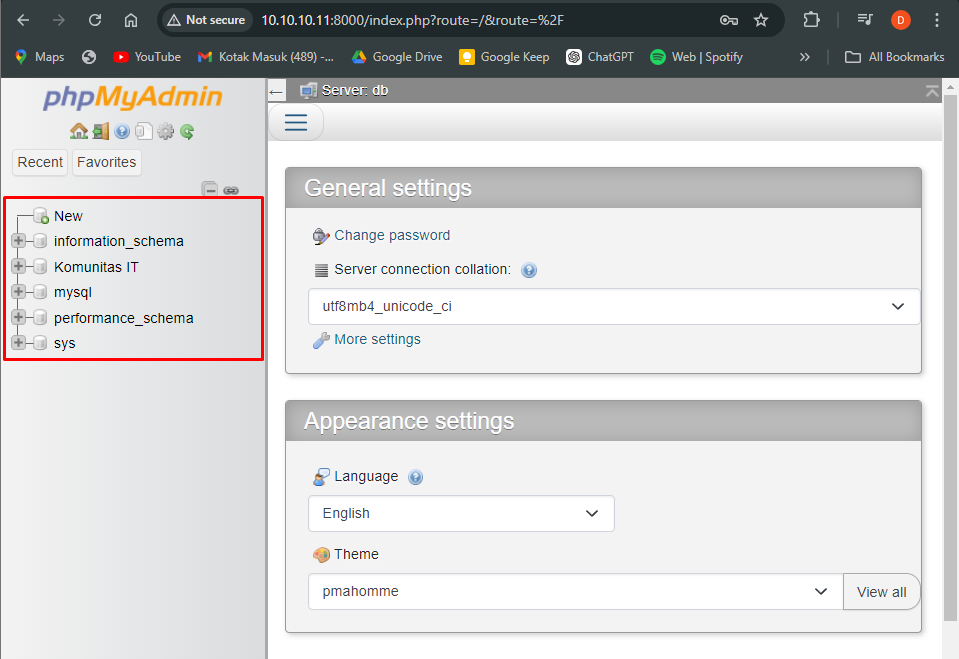 Not secure 10.10.10.11:8000/index.php?route=/&route=%2F D
Maps YouTube Kotak Masuk (489) -... Google Drive Google Keep ChatGPT Web | Spotify » All Bookmarks
phpMyAdmin
Recent Favorites
New
information_schema
Komunitas IT
mysql
performance_schema
sys
Server: db
General settings
Change password
Server connection collation:
utf8mb4_unicode_ci
More settings
Appearance settings
Language
English
Theme
pmahomme
View all